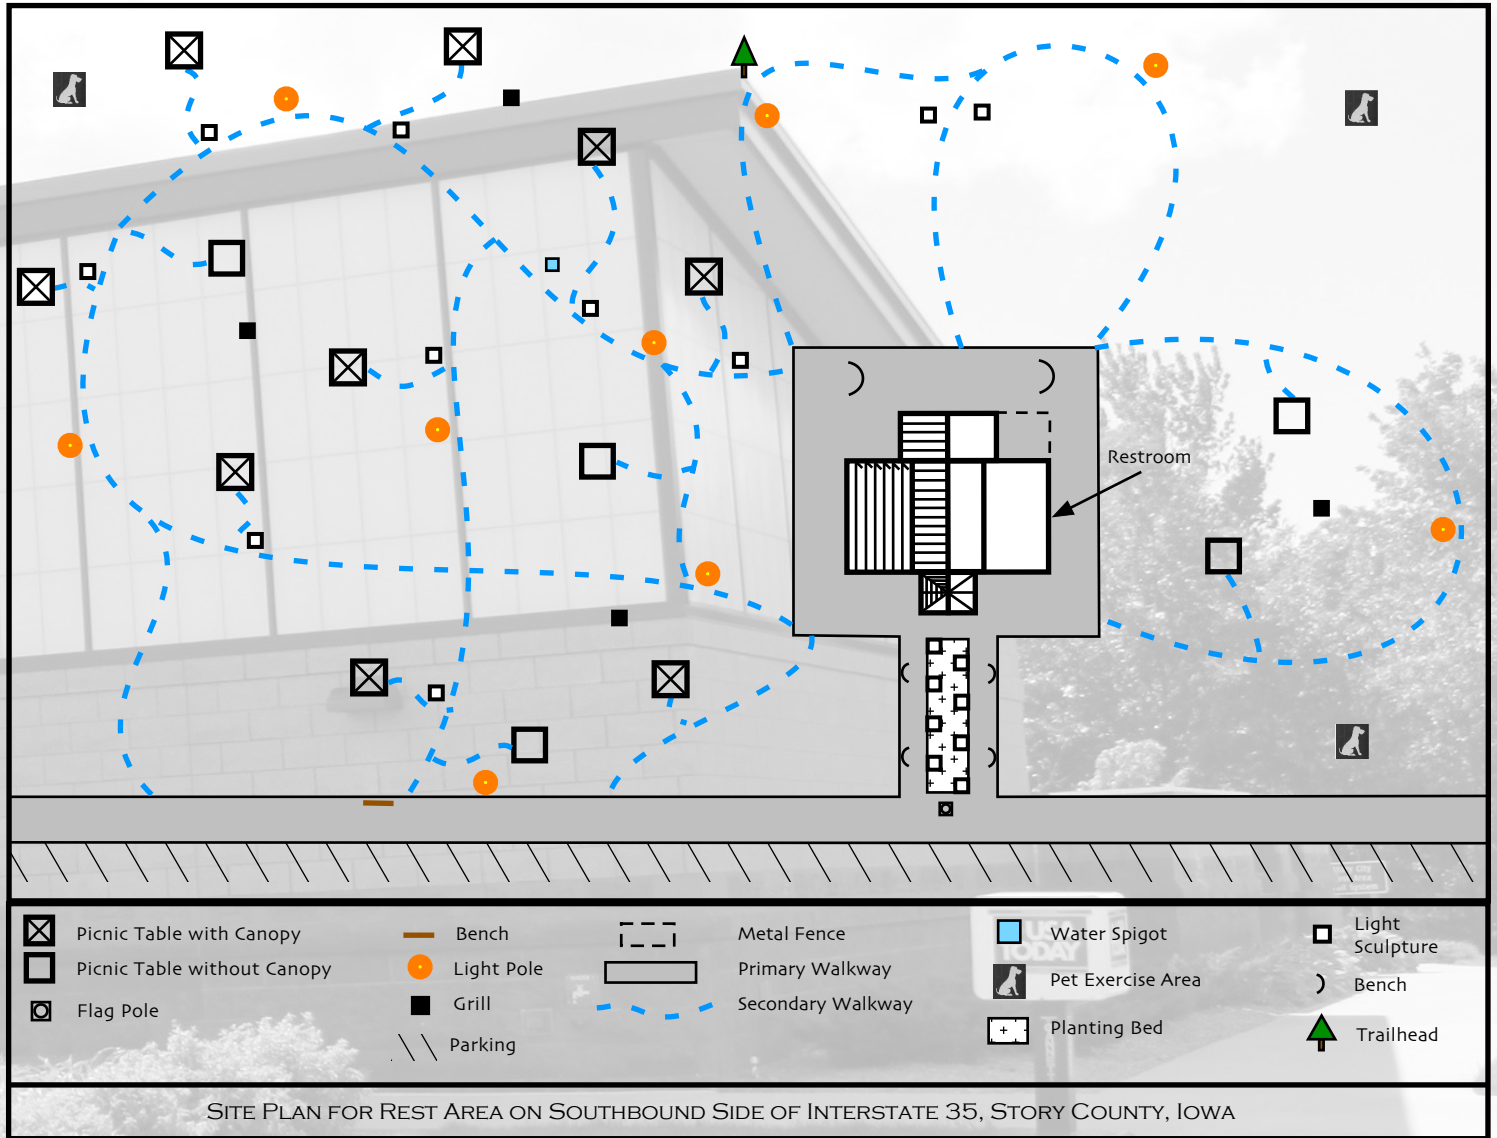 Restroom
Picnic Table with Canopy
Picnic Table without Canopy
Flag Pole
Bench
Light Pole
Grill
Parking
Metal Fence
Primary Walkway
Secondary Walkway
Water Spigot
Pet Exercise Area
Planting Bed
Light
Sculpture
Bench
Trailhead
USA
TODAY
Site Plan for Rest Area on Southbound Side of Interstate 35, Story County, Iowa